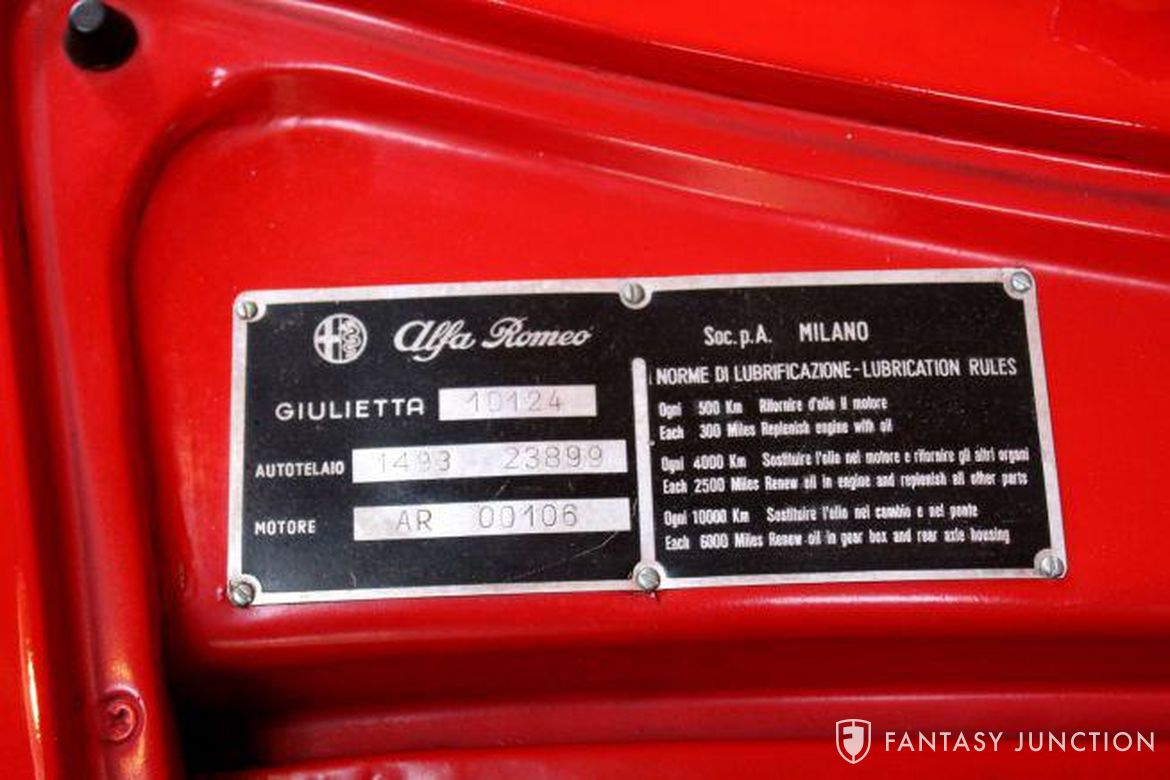 Alfa Romeo
GIULIETTA 10124
AUTOTELAIO 1493 23899
MOTORE AR 00106
Soc. p. A. MILANO
NORME DI LUBRIFICAZIONE - LUBRICATION RULES
Ogni 500 Km Rifornire d'olio il motore
Each 300 Miles Replenish engine with oil
Ogni 4000 Km Sostituire l'olio nel motore e rifornire gli altri organi
Each 2500 Miles Renew oil in engine and replenish all other parts
Ogni 10000 Km Sostituire l'olio nel cambio e nel ponte
Each 6000 Miles Renew oil in gear box and rear axle housing
FANTASY JUNCTION